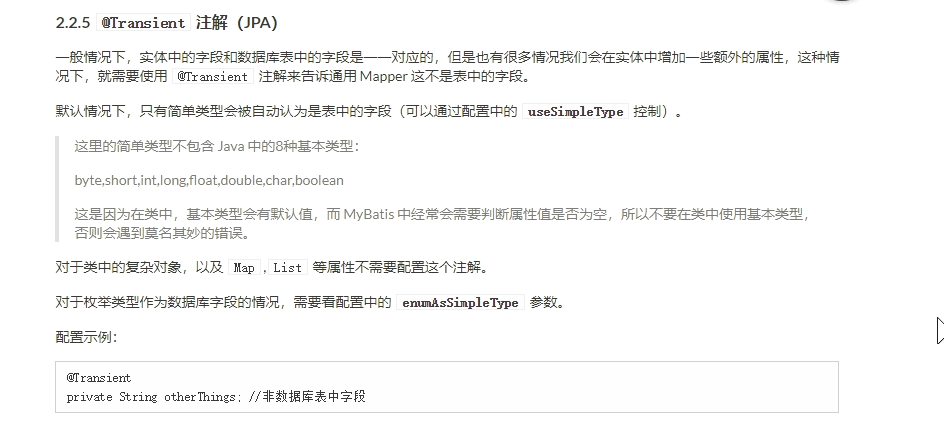 2.2.5 @Transient 注解（JPA）
一般情况下，实体中的字段和数据库表中的字段是一一对应的，但是也有很多情况我们会在实体中增加一些额外的属性，这种情
况下，就需要使用 @Transient 注解来告诉通用 Mapper 这不是表中的字段。
默认情况下，只有简单类型会被自动认为是表中的字段（可以通过配置中的 useSimpleType 控制）。
这里的简单类型不包含 Java 中的8种基本类型：
byte,short,int,long,float,double,char,boolean
这是因为在类中，基本类型会有默认值，而 MyBatis 中经常会需要判断属性值是否为空，所以不要在类中使用基本类型，
否则会遇到莫名其妙的错误。
对于类中的复杂对象，以及 Map , List 等属性不需要配置这个注解。
对于枚举类型作为数据库字段的情况，需要看配置中的 enumAsSimpleType 参数。
配置示例：
@Transient
private String otherThings; //非数据库表中字段